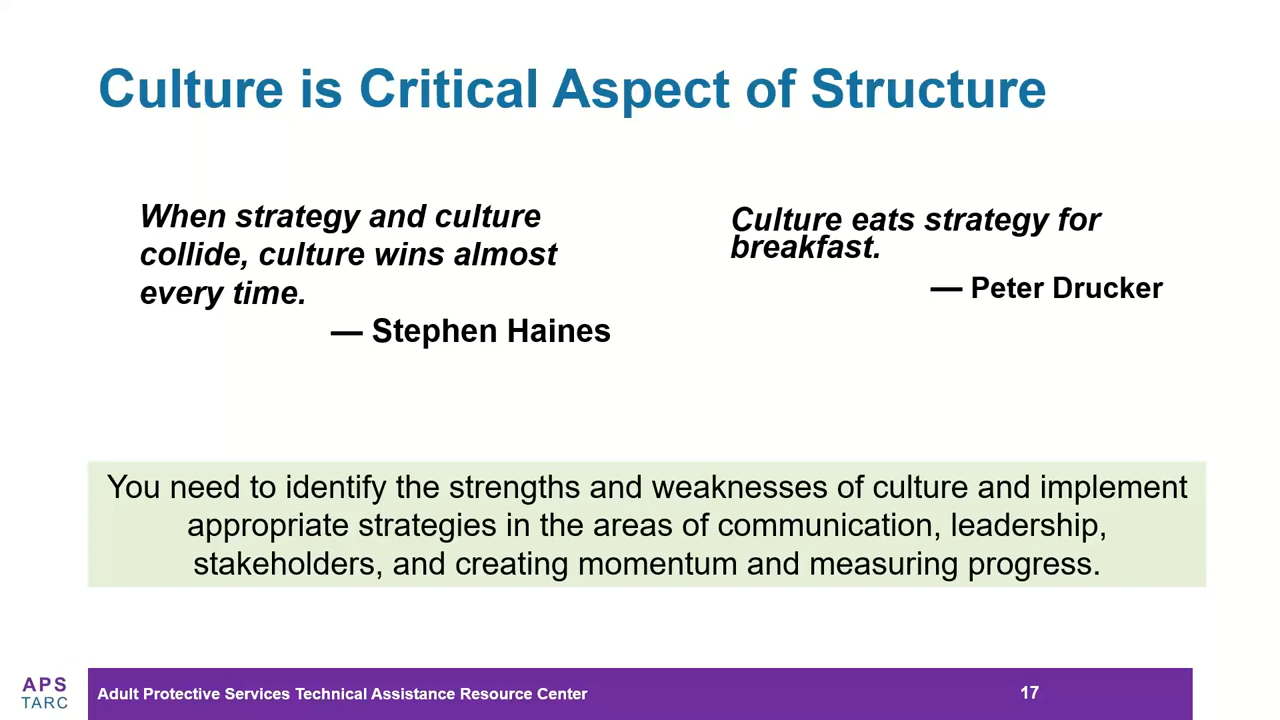 Culture is Critical Aspect of Structure
When strategy and culture
collide, culture wins almost
every time.
— Stephen Haines
Culture eats strategy for
breakfast.
— Peter Drucker
You need to identify the strengths and weaknesses of culture and implement
appropriate strategies in the areas of communication, leadership,
stakeholders, and creating momentum and measuring progress.
APS
TARC
Adult Protective Services Technical Assistance Resource Center
17